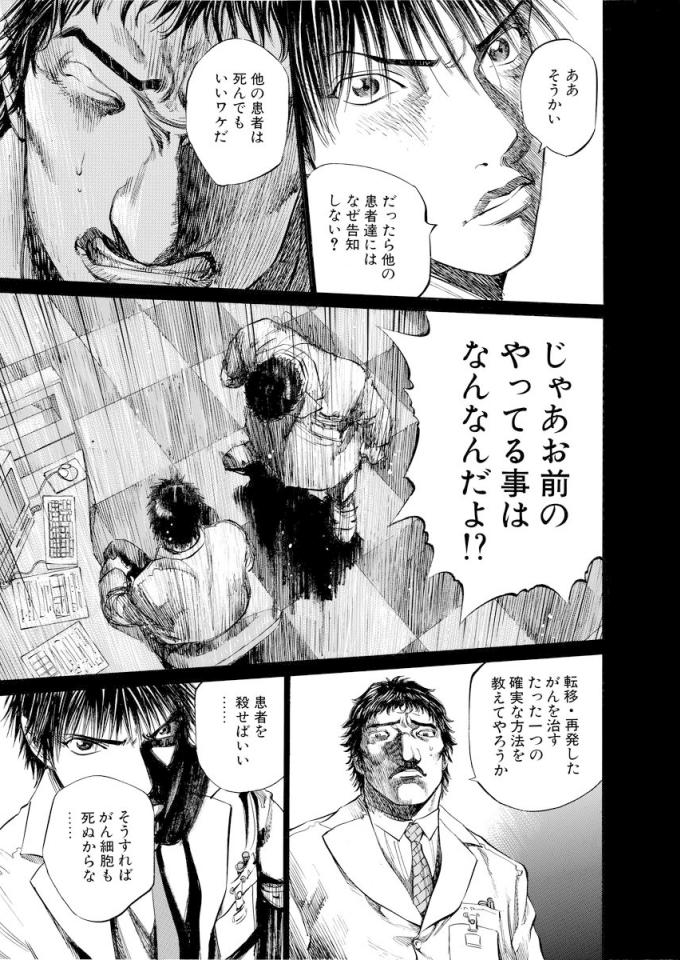 ああ
そうかい
だったら他の
患者達には
なぜ告知
しない?
他の患者は
死んでも
いいワケだ
じゃあお前の
やってる事は
なんなんだよ!?
転移・再発した
がんを治す
たった一つの
確実な方法を
教えてやろうか
患者を
殺せばいい
……
そうすれば
がん細胞も
死ぬからな
……